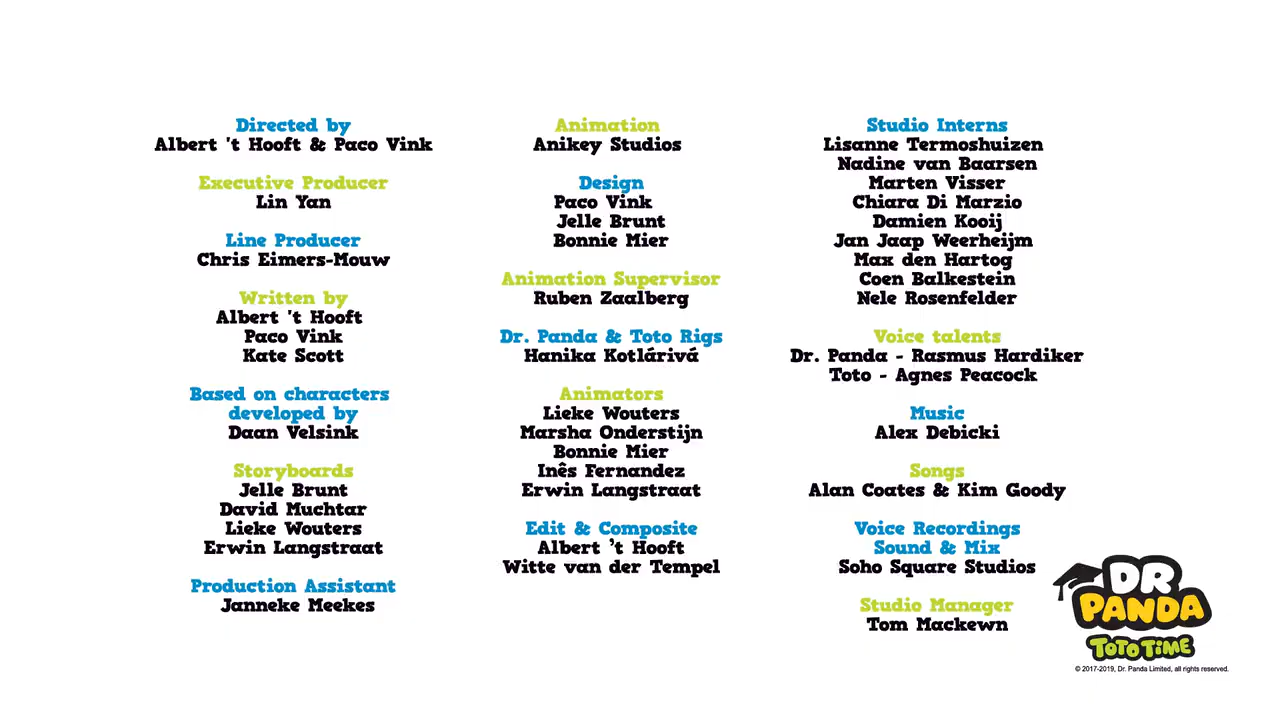 Directed by
Albert 't Hooft & Paco Vink
Executive Producer
Lin Yan
Line Producer
Chris Eimers-Mouw
Written by
Albert 't Hooft
Paco Vink
Kate Scott
Based on characters
developed by
Daan Velsink
Storyboards
Jelle Brunt
David Muchtar
Lieke Wouters
Erwin Langstraat
Production Assistant
Janneke Meekes
Animation
Anikey Studios
Design
Paco Vink
Jelle Brunt
Bonnie Mier
Animation Supervisor
Ruben Zaalberg
Dr. Panda & Toto Rigs
Hanika Kotlárivá
Animators
Lieke Wouters
Marsha Onderstijn
Bonnie Mier
Inês Fernandez
Erwin Langstraat
Edit & Composite
Albert ’t Hooft
Witte van der Tempel
Studio Interns
Lisanne Termoshuizen
Nadine van Baarsen
Marten Visser
Chiara Di Marzio
Damien Kooij
Jan Jaap Weerheijm
Max den Hartog
Coen Balkestein
Nele Rosenfelder
Voice talents
Dr. Panda - Rasmus Hardiker
Toto - Agnes Peacock
Music
Alex Debicki
Songs
Alan Coates & Kim Goody
Voice Recordings
Sound & Mix
Soho Square Studios
Studio Manager
Tom Mackewn
DR
PANDA
TOTO TIME
© 2017-2019, Dr. Panda Limited, all rights reserved.